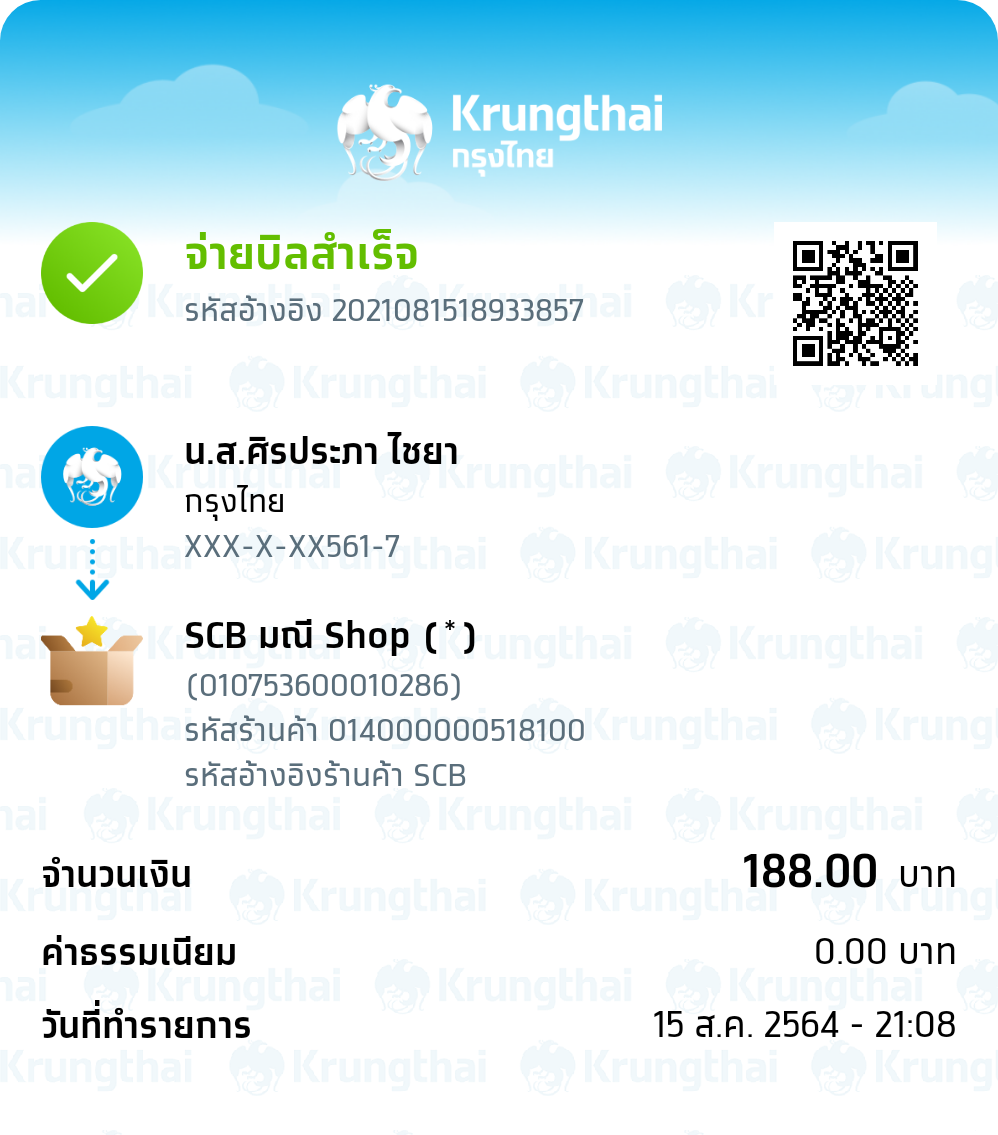 Krungthai
กรุงไทย
จ่ายบิลสำเร็จ
รหัสอ้างอิง 2021081518933857
น.ส.ศิรประภา ไชยา
กรุงไทย
XXX-X-XX561-7
SCB มณี Shop (*)
(010753600010286)
รหัสร้านค้า 014000000518100
รหัสอ้างอิงร้านค้า SCB
จำนวนเงิน 188.00 บาท
ค่าธรรมเนียม 0.00 บาท
วันที่ทำรายการ 15 ส.ค. 2564 - 21:08